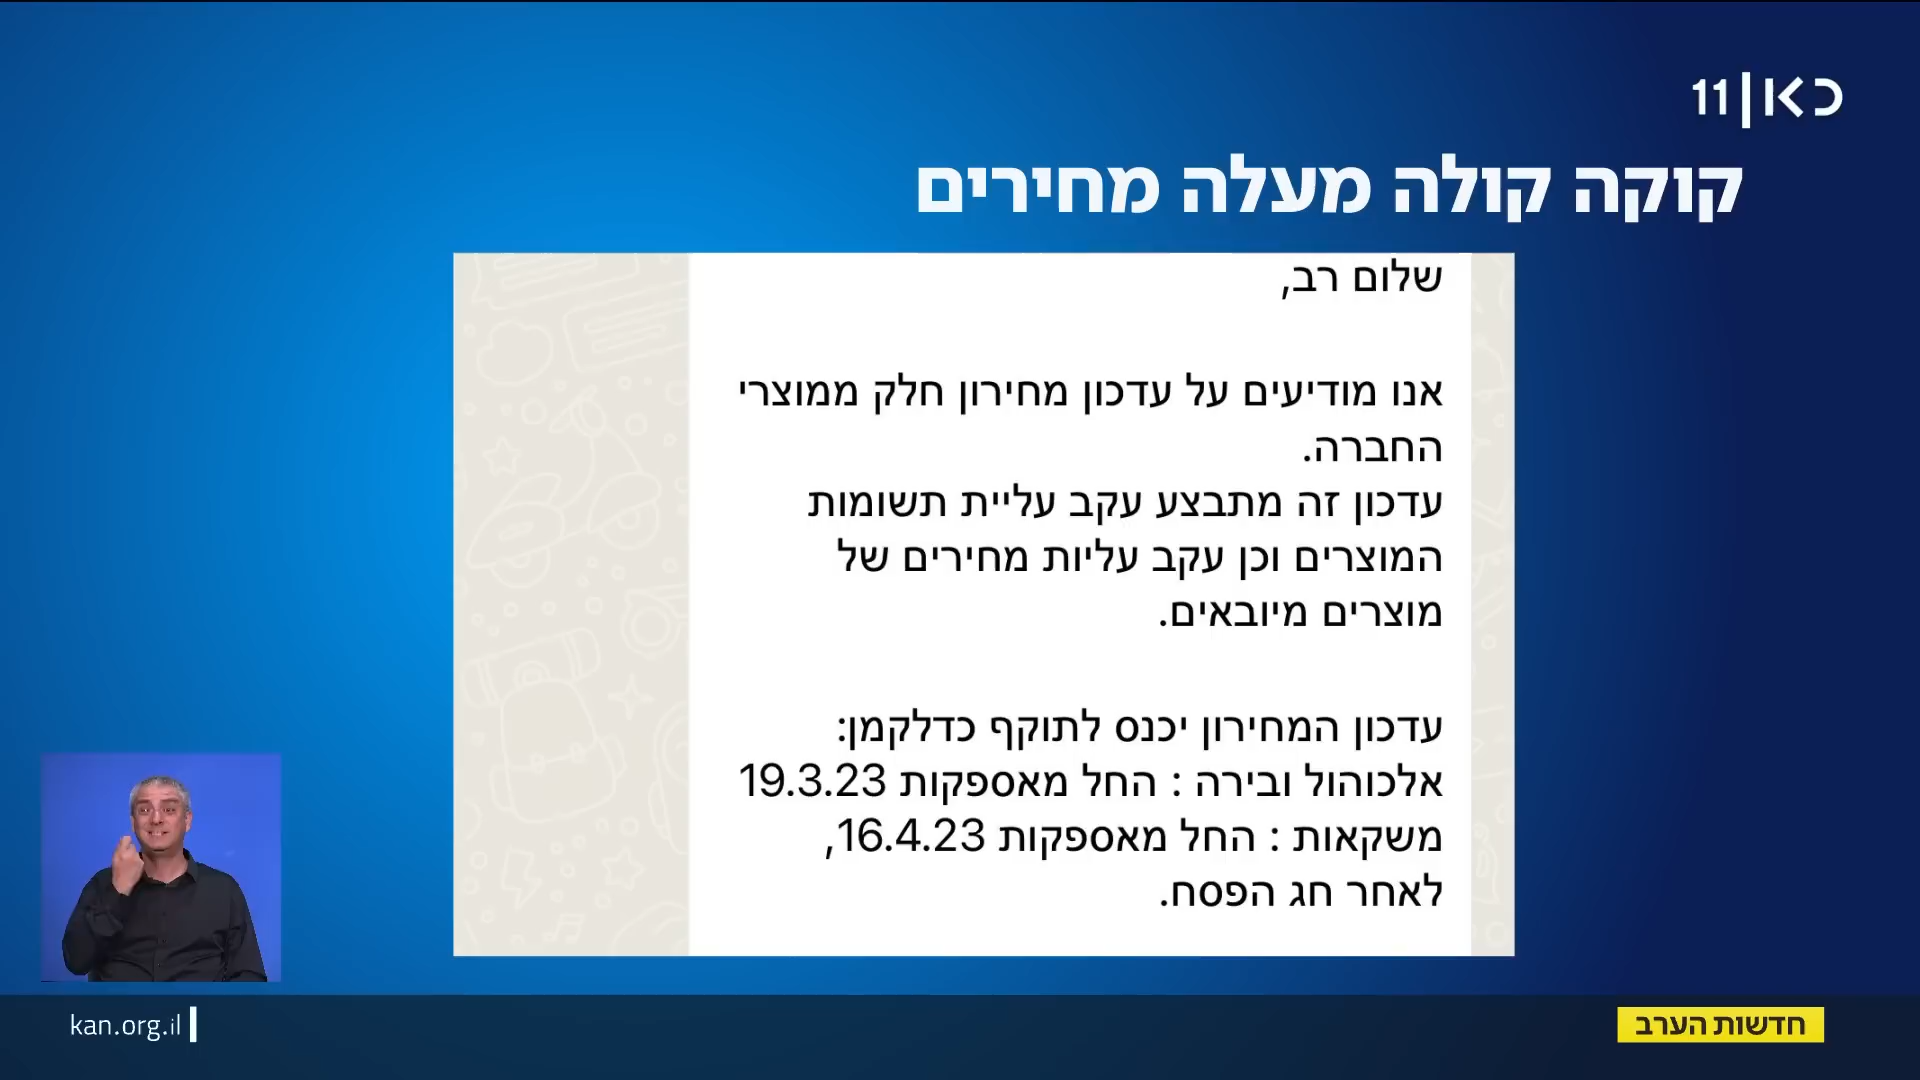 כאן | 11
קוקה קולה מעלה מחירים
שלום רב,
אנו מודיעים על עדכון מחירון חלק ממוצרי
החברה.
עדכון זה מתבצע עקב עליית תשומות
המוצרים וכן עקב עליות מחירים של
מוצרים מיובאים.
עדכון המחירון יכנס לתוקף כדלקמן:
אלכוהול ובירה : החל מאספקות 19.3.23
משקאות : החל מאספקות 16.4.23,
לאחר חג הפסח.
חדשות הערב
kan.org.il